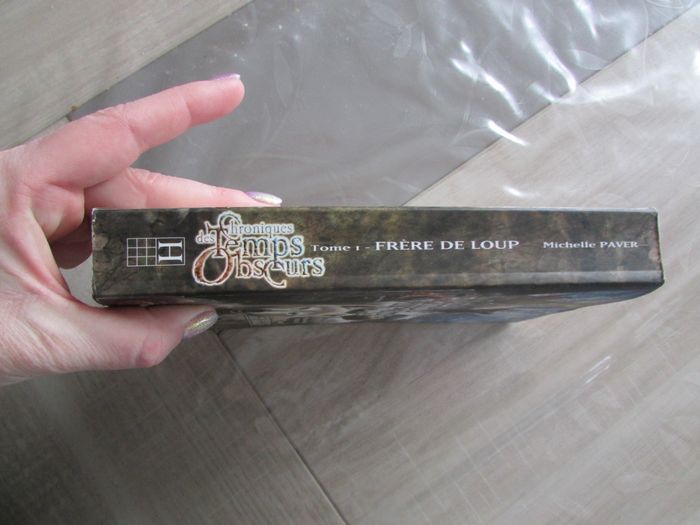 Chroniques
des Temps
Obscurs
Tome 1 - FRÈRE DE LOUP
Michelle PAVER
H